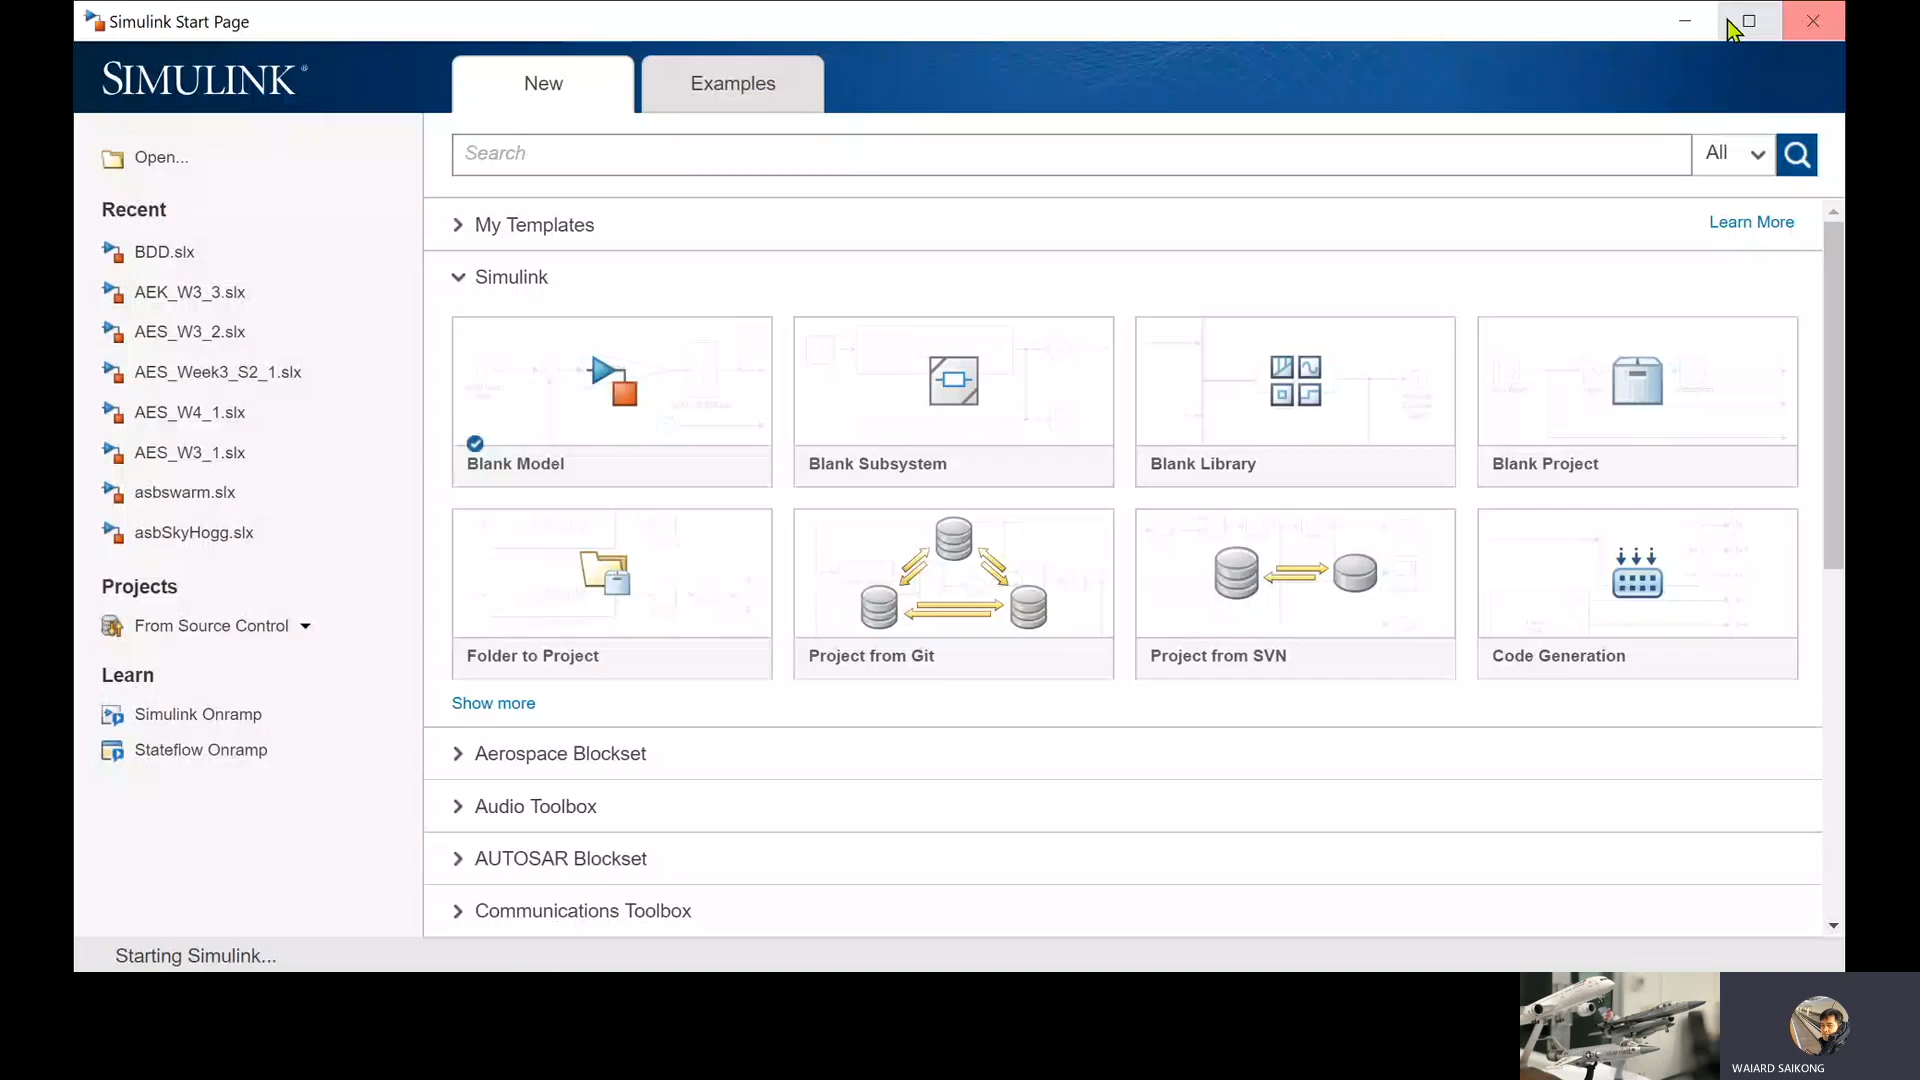 Simulink Start Page
SIMULINK®
New
Examples
Search
All
Open...
Recent
BDD.slx
AEK_W3_3.slx
AES_W3_2.slx
AES_Week3_S2_1.slx
AES_W4_1.slx
AES_W3_1.slx
asbswarm.slx
asbSkyHogg.slx
Projects
From Source Control
Learn
Simulink Onramp
Stateflow Onramp
My Templates
Learn More
Simulink
Blank Model
Blank Subsystem
Blank Library
Blank Project
Folder to Project
Project from Git
Project from SVN
Code Generation
Show more
Aerospace Blockset
Audio Toolbox
AUTOSAR Blockset
Communications Toolbox
Starting Simulink...
WAIARD SAIKONG